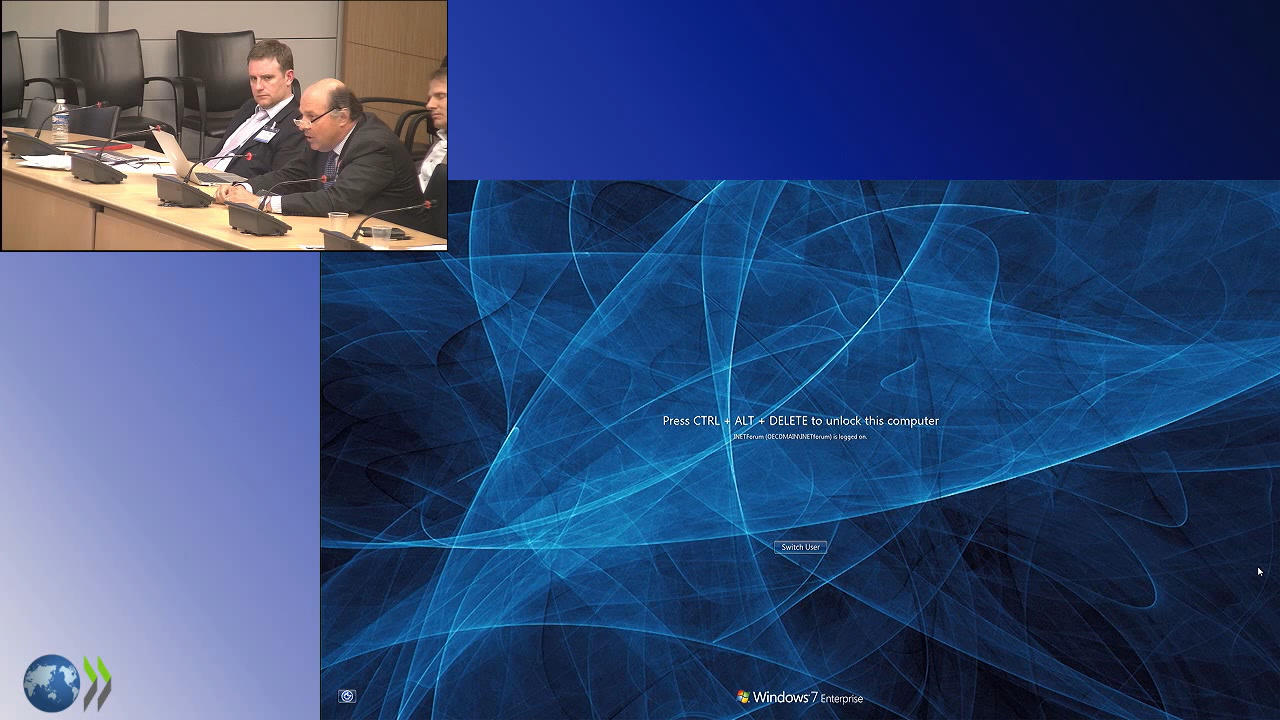 Press CTRL + ALT + DELETE to unlock this computer
INETForum (OECDMAIN\INETforum) is logged on.
Switch User
Windows 7 Enterprise